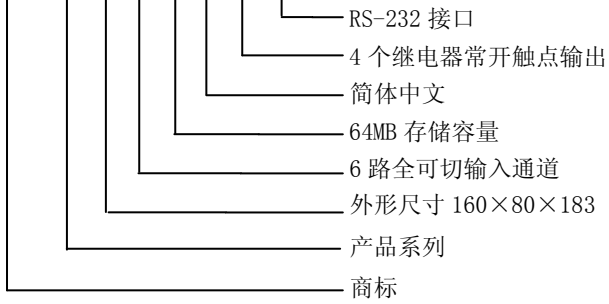 RS-232 接口
4 个继电器常开触点输出
简体中文
64MB 存储容量
6 路全可切输入通道
外形尺寸 160×80×183
产品系列
商标